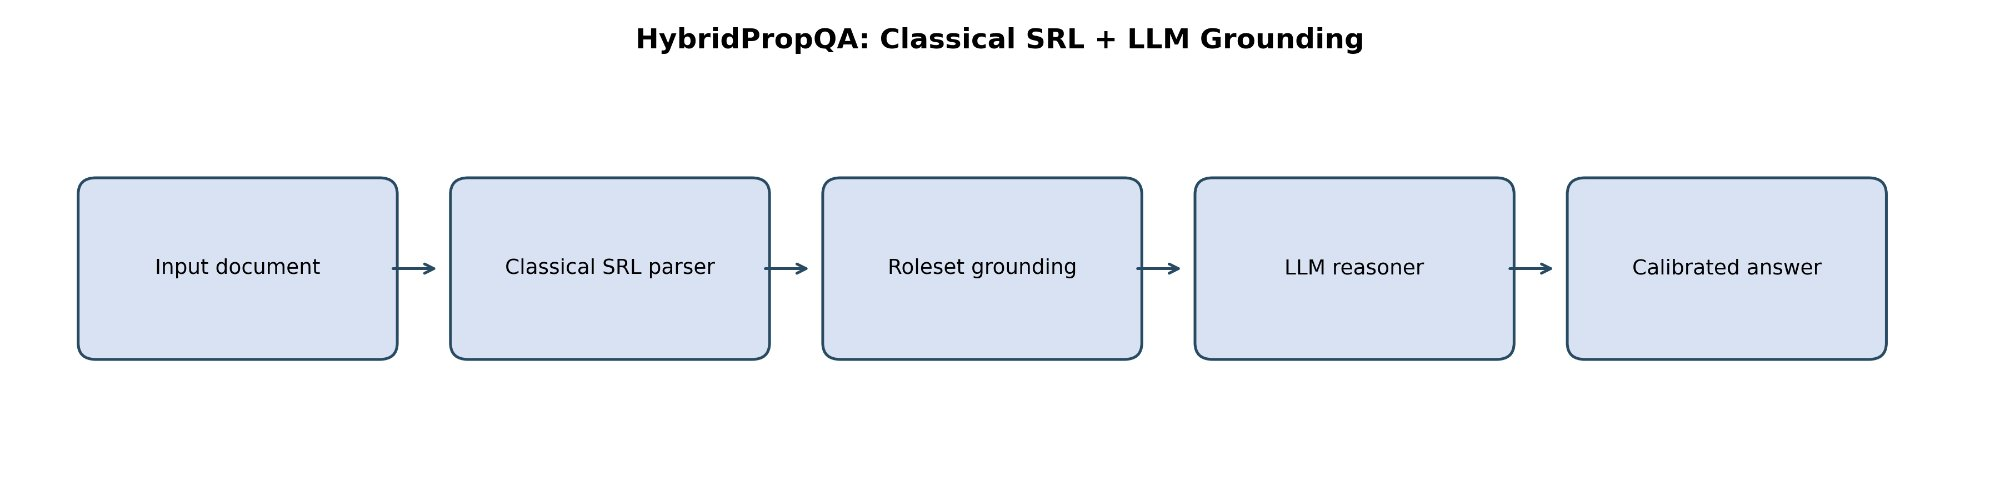 HybridPropQA: Classical SRL + LLM Grounding
Input document
Classical SRL parser
Roleset grounding
LLM reasoner
Calibrated answer